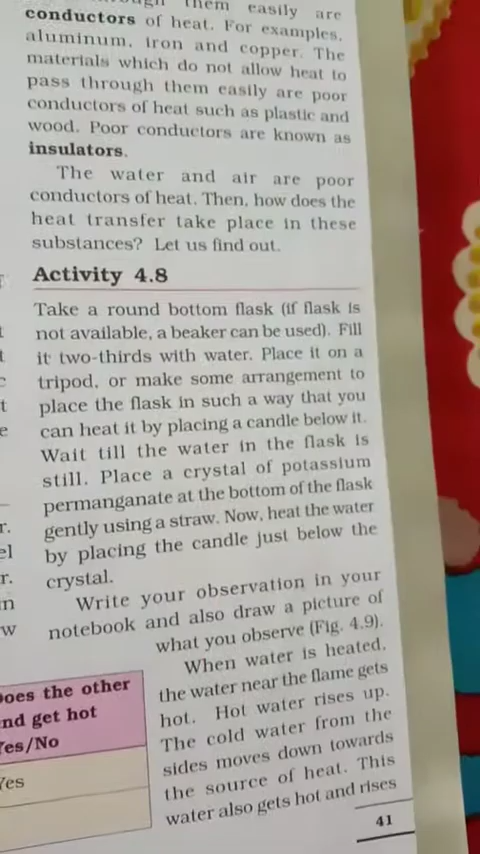 them easily are
conductors of heat. For examples,
aluminum, iron and copper. The
materials which do not allow heat to
pass through them easily are poor
conductors of heat such as plastic and
wood. Poor conductors are known as
insulators.
The water and air are poor
conductors of heat. Then, how does the
heat transfer take place in these
substances? Let us find out.
Activity 4.8
Take a round bottom flask (if flask is
not available, a beaker can be used). Fill
it two-thirds with water. Place it on a
tripod, or make some arrangement to
place the flask in such a way that you
can heat it by placing a candle below it.
Wait till the water in the flask is
still. Place a crystal of potassium
permanganate at the bottom of the flask
gently using a straw. Now, heat the water
by placing the candle just below the
crystal.
Write your observation in your
notebook and also draw a picture of
what you observe (Fig. 4.9).
When water is heated,
the water near the flame gets
hot. Hot water rises up.
The cold water from the
sides moves down towards
the source of heat. This
water also gets hot and rises
the other
get hot
Yes/No
Yes
41